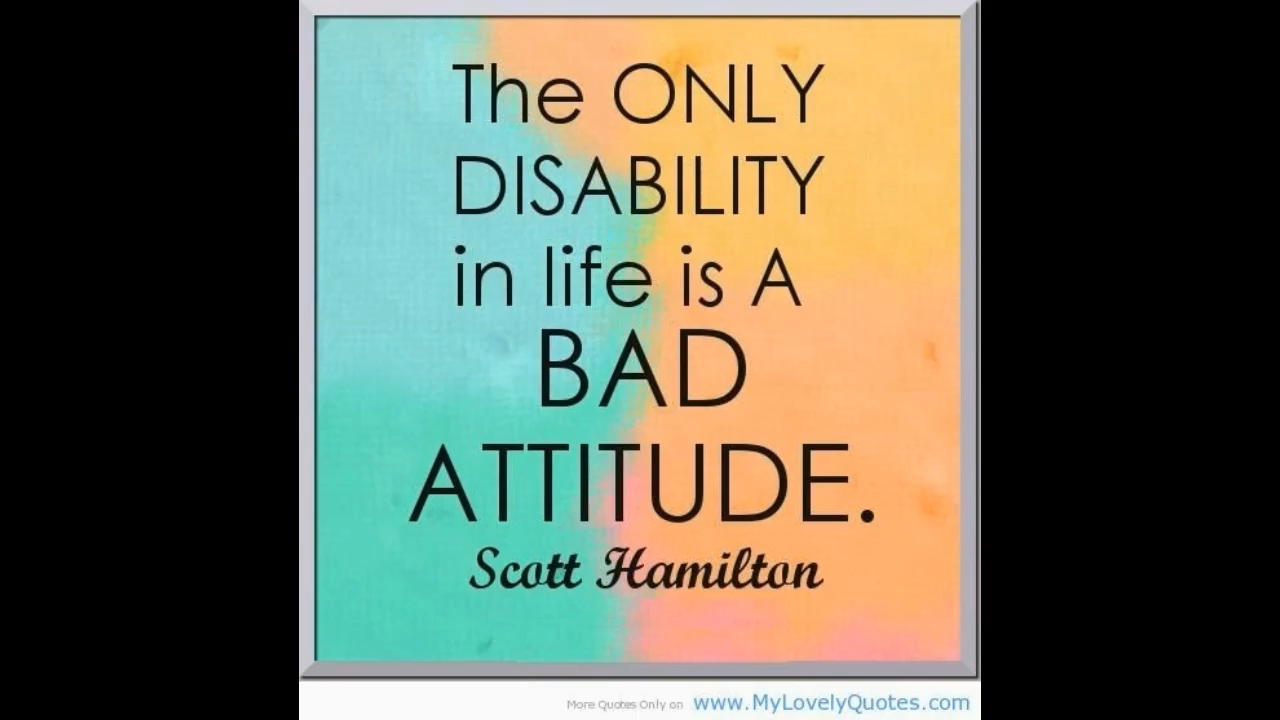 The ONLY
DISABILITY
in life is A
BAD
ATTITUDE.
Scott Hamilton
More Quotes Only on www.MyLovelyQuotes.com